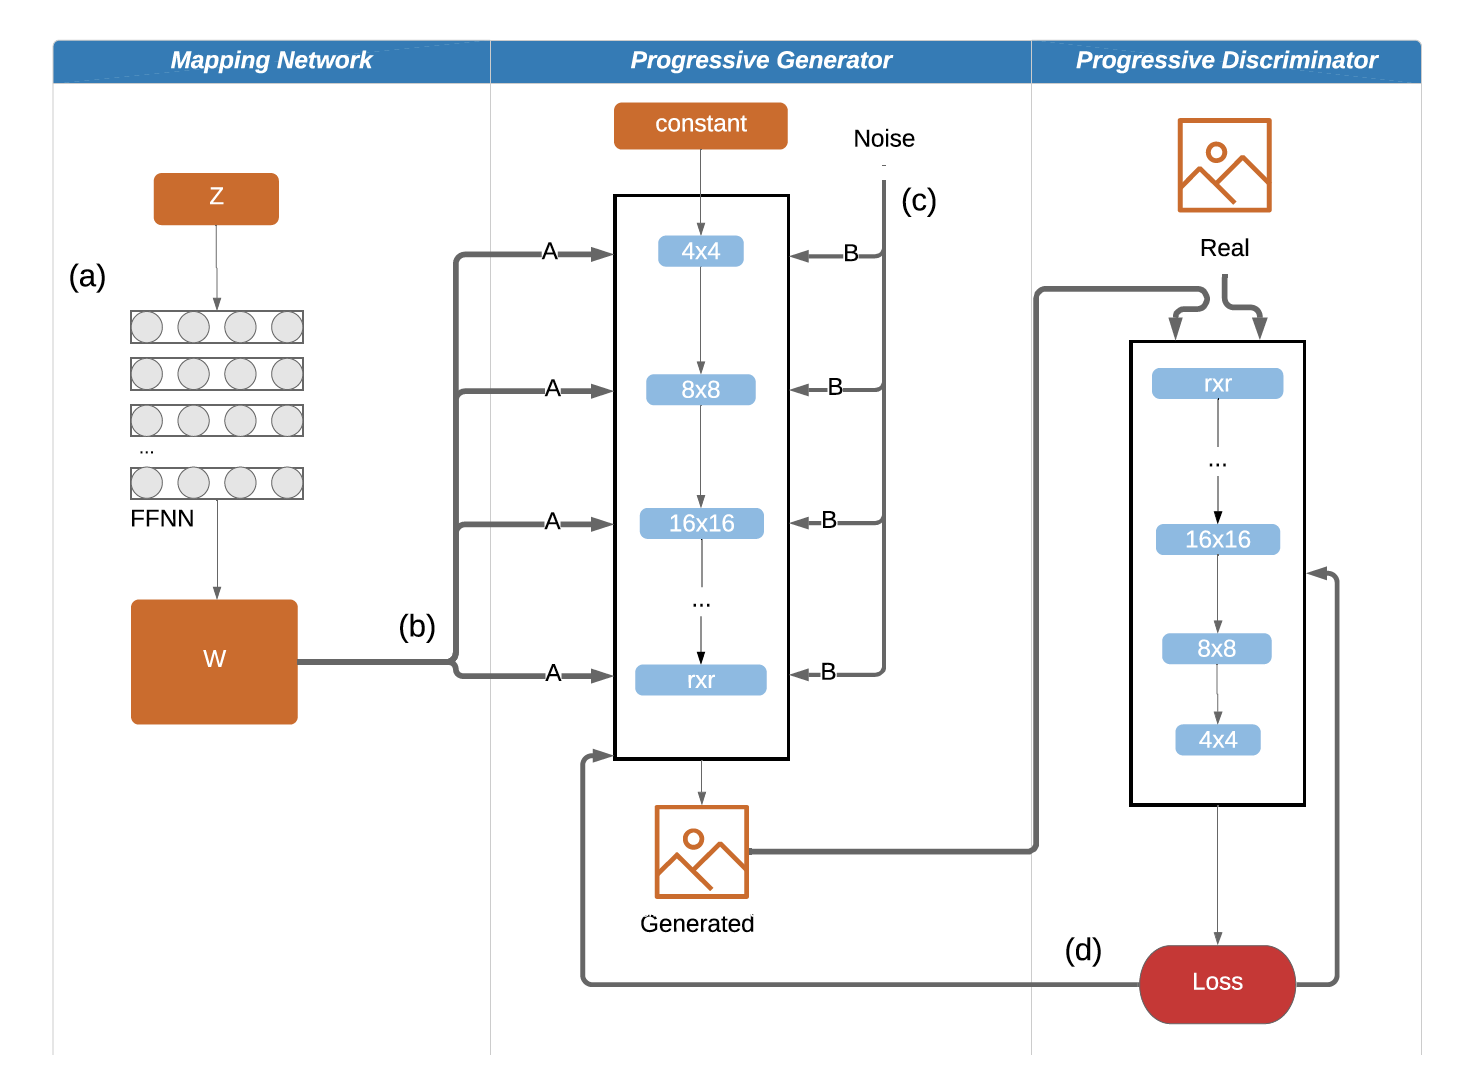 Mapping Network
Progressive Generator
Progressive Discriminator
Z
(a)
...
FFNN
W
(b)
constant
Noise
(c)
A
4x4
B
A
8x8
B
A
16x16
B
...
A
rxr
B
Generated
Real
rxr
...
16x16
8x8
4x4
(d)
Loss